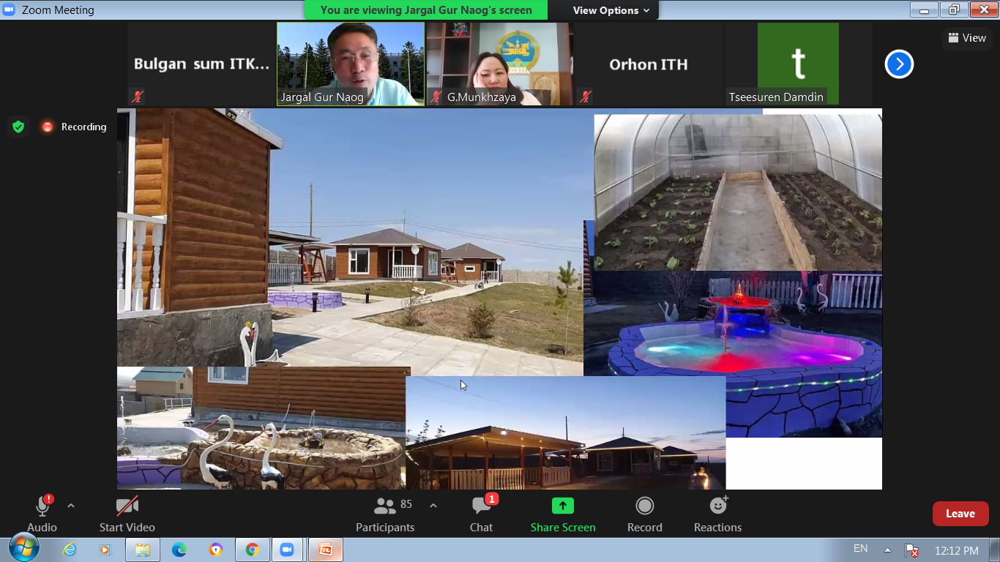 Zoom Meeting
You are viewing Jargal Gur Naog's screen
View Options
Bulgan sum ITK...
Jargal Gur Naog
G.Munkhzaya
Orhon ITH
t
Tseesuren Damdin
View
Recording
Audio
Start Video
85
Participants
1
Chat
Share Screen
Record
Reactions
Leave
EN
12:12 PM